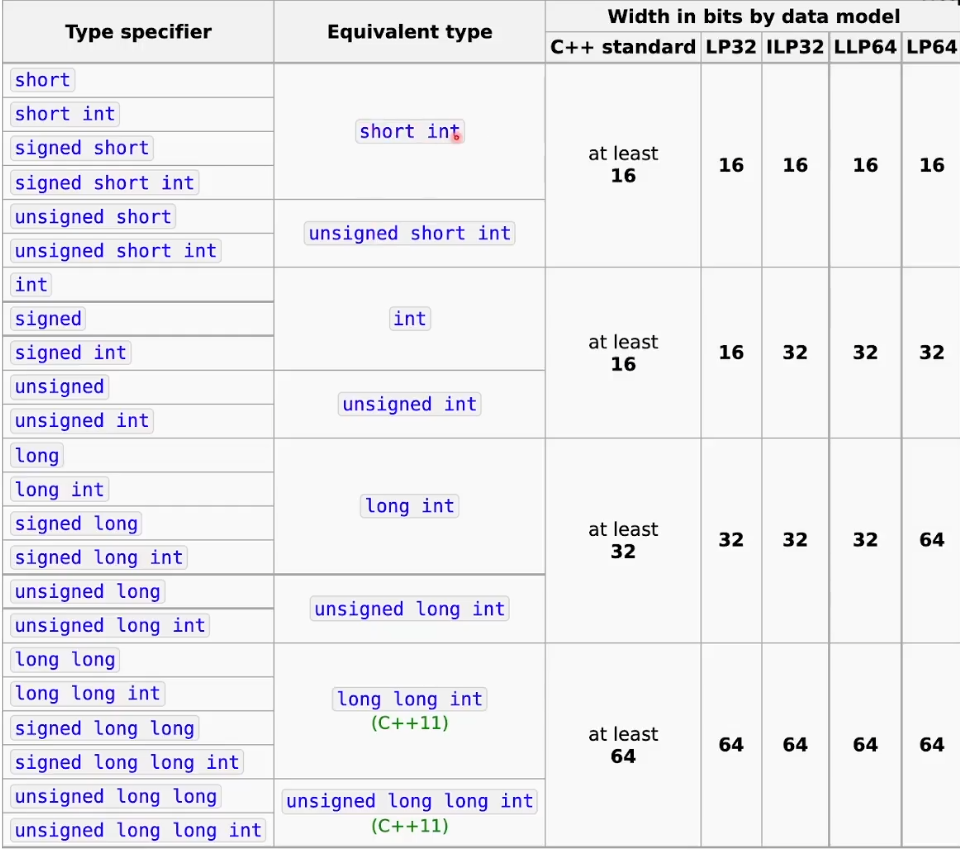 Type specifier
Equivalent type
Width in bits by data model
C++ standard
LP32
ILP32
LLP64
LP64
short
short int
signed short
signed short int
short int
unsigned short
unsigned short int
unsigned short int
at least
16
16
16
16
16
int
signed
signed int
int
unsigned
unsigned int
unsigned int
at least
16
16
32
32
32
long
long int
signed long
signed long int
long int
unsigned long
unsigned long int
unsigned long int
at least
32
32
32
32
64
long long
long long int
signed long long
signed long long int
long long int
(C++11)
unsigned long long
unsigned long long int
unsigned long long int
(C++11)
at least
64
64
64
64
64